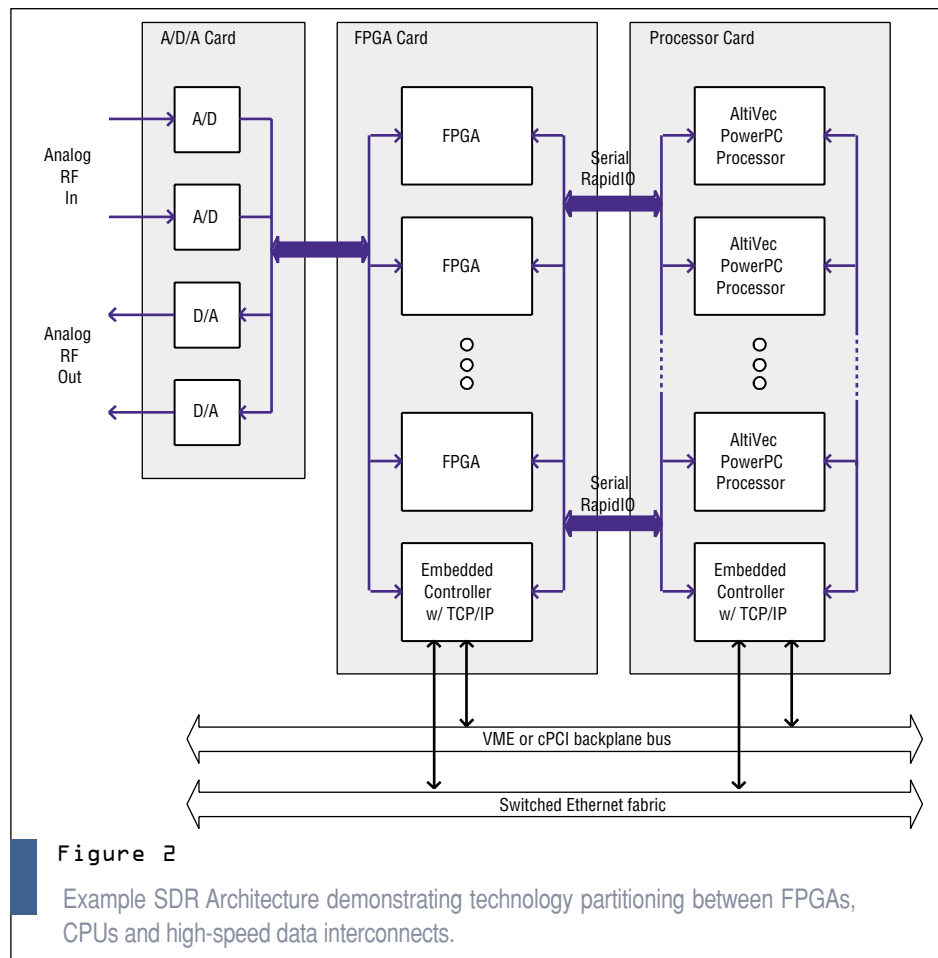 A/D/A Card
FPGA Card
Processor Card
Analog
RF
In
Analog
RF
Out
A/D
A/D
D/A
D/A
FPGA
FPGA
FPGA
Embedded
Controller
w/ TCP/IP
Serial
RapidIO
Serial
RapidIO
AltiVec
PowerPC
Processor
AltiVec
PowerPC
Processor
AltiVec
PowerPC
Processor
Embedded
Controller
w/ TCP/IP
VME or cPCI backplane bus
Switched Ethernet fabric
Figure 2
Example SDR Architecture demonstrating technology partitioning between FPGAs,
CPUs and high-speed data interconnects.